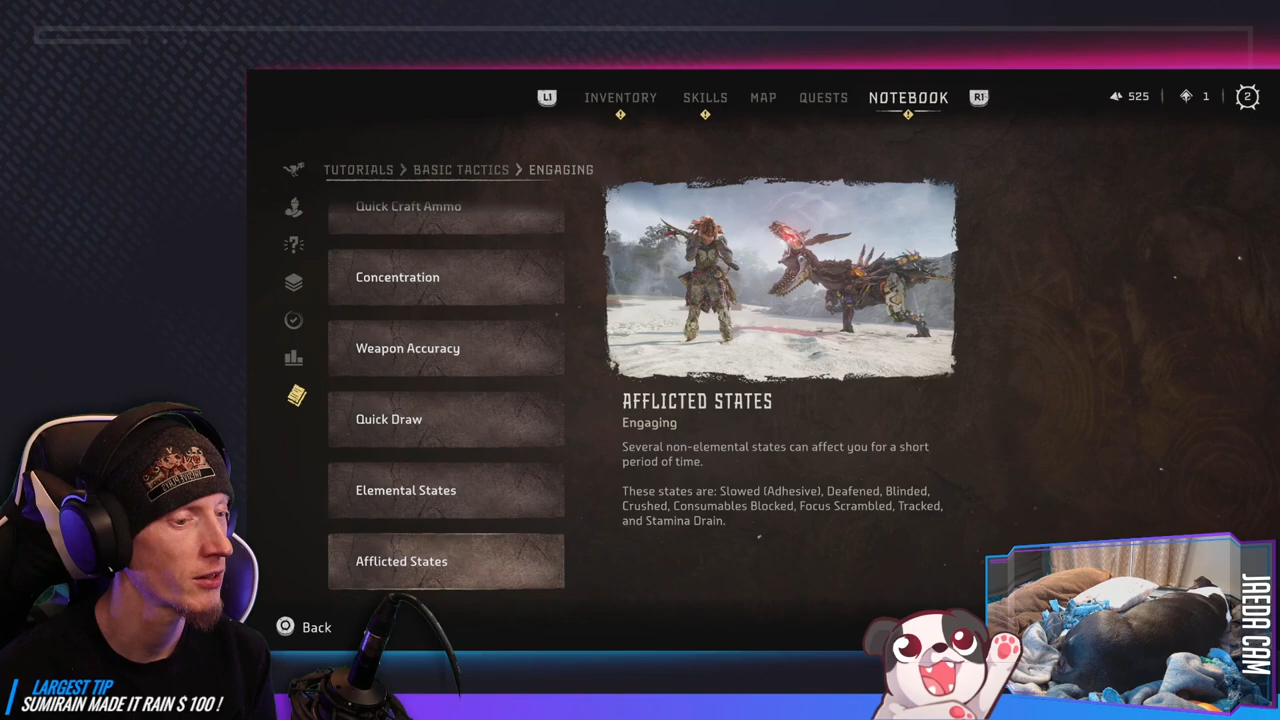 L1
INVENTORY
SKILLS
MAP
QUESTS
NOTEBOOK
R1
525
1
2
TUTORIALS > BASIC TACTICS > ENGAGING
Quick Craft Ammo
Concentration
Weapon Accuracy
Quick Draw
Elemental States
Afflicted States
AFFLICTED STATES
Engaging
Several non-elemental states can affect you for a short
period of time.
These states are: Slowed (Adhesive), Deafened, Blinded,
Crushed, Consumables Blocked, Focus Scrambled, Tracked,
and Stamina Drain.
Back
JAEDA CAM
LARGEST TIP
SUMIRAIN MADE IT RAIN $ 100 !